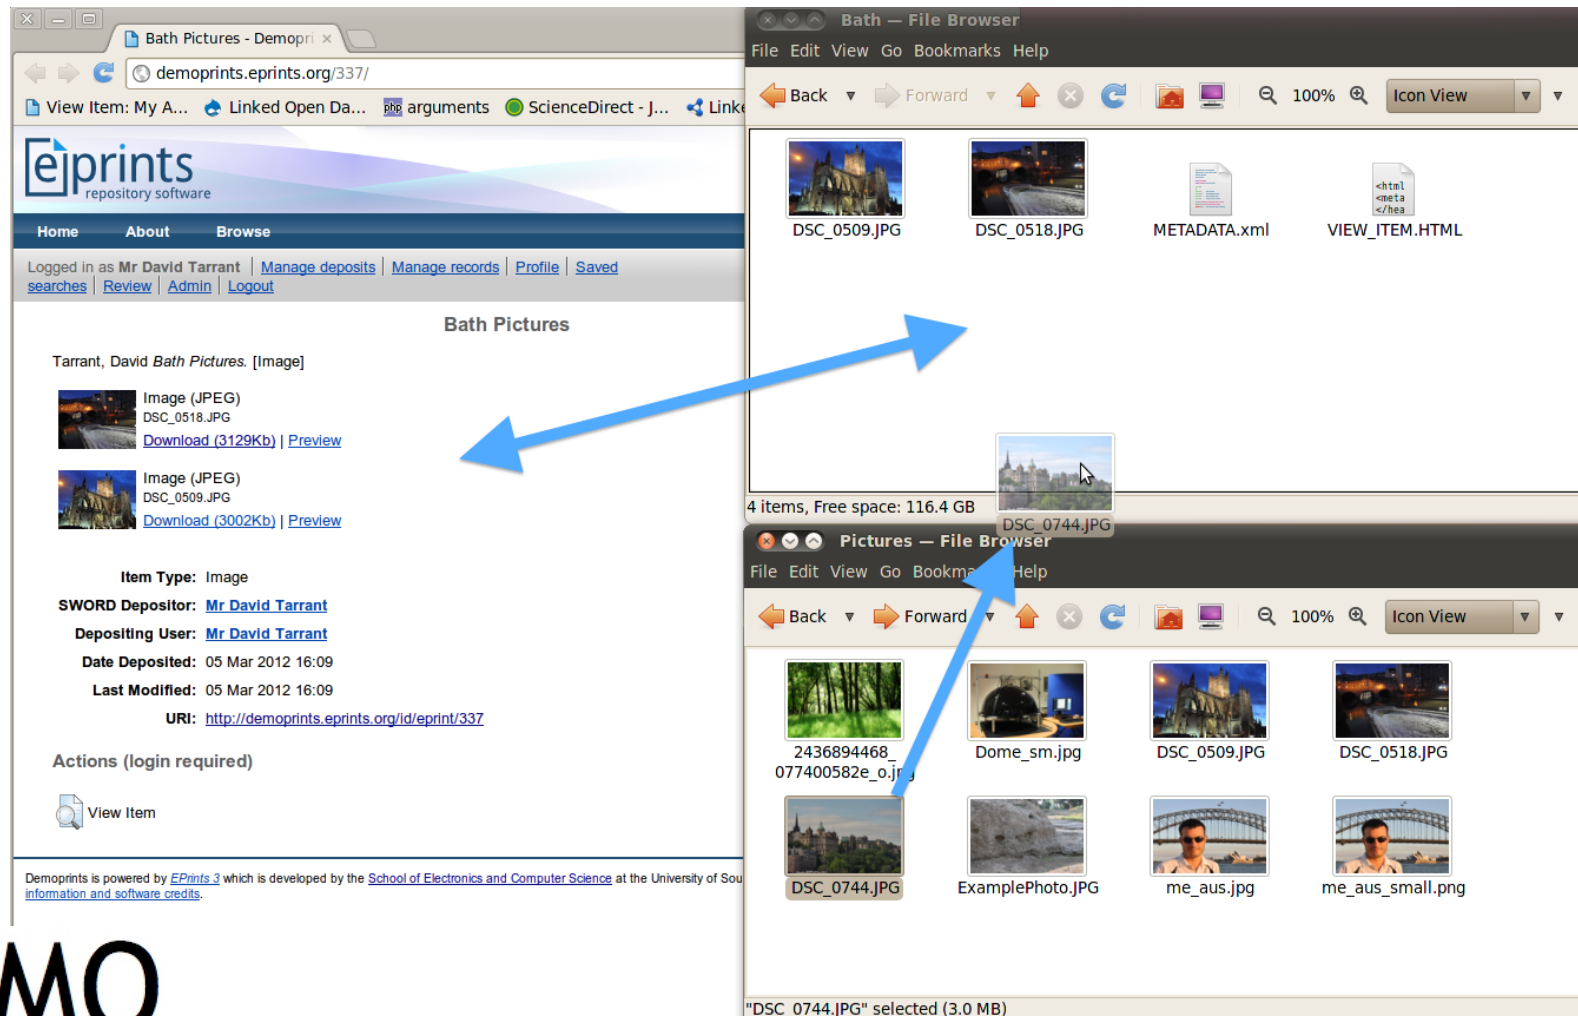 Bath Pictures - Demopri
demoprints.eprints.org/337/
View Item: My A... Linked Open Da... php arguments ScienceDirect - J... Linke
eprints
repository software
Home About Browse
Logged in as Mr David Tarrant | Manage deposits | Manage records | Profile | Saved
searches | Review | Admin | Logout
Bath Pictures
Tarrant, David Bath Pictures. [Image]
Image (JPEG)
DSC_0518.JPG
Download (3129Kb) | Preview
Image (JPEG)
DSC_0509.JPG
Download (3002Kb) | Preview
Item Type: Image
SWORD Depositor: Mr David Tarrant
Depositing User: Mr David Tarrant
Date Deposited: 05 Mar 2012 16:09
Last Modified: 05 Mar 2012 16:09
URI: http://demoprints.eprints.org/id/eprint/337
Actions (login required)
View Item
Demoprints is powered by EPrints 3 which is developed by the School of Electronics and Computer Science at the University of Sou
information and software credits.
MO
Bath — File Browser
File Edit View Go Bookmarks Help
Back Forward 100% Icon View
DSC_0509.JPG DSC_0518.JPG METADATA.xml VIEW_ITEM.HTML
<html
<meta
</hea
4 items, Free space: 116.4 GB
DSC_0744.JPG
Pictures — File Browser
File Edit View Go Bookma Help
Back Forward 100% Icon View
2436894468_
077400582e_o.jpg
Dome_sm.jpg DSC_0509.JPG DSC_0518.JPG
DSC_0744.JPG ExamplePhoto.JPG me_aus.jpg me_aus_small.png
"DSC_0744.JPG" selected (3.0 MB)